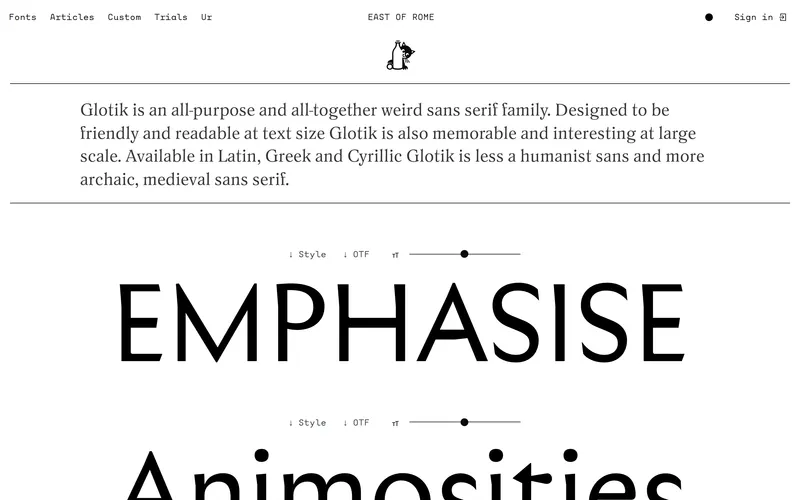 Fonts Articles Custom Trials Ur
EAST OF ROME
Sign in
Glotik is an all-purpose and all-together weird sans serif family. Designed to be
friendly and readable at text size Glotik is also memorable and interesting at large
scale. Available in Latin, Greek and Cyrillic Glotik is less a humanist sans and more
archaic, medieval sans serif.
↓ Style ↓ OTF TT
EMPHASISE
↓ Style ↓ OTF TT
Animosities